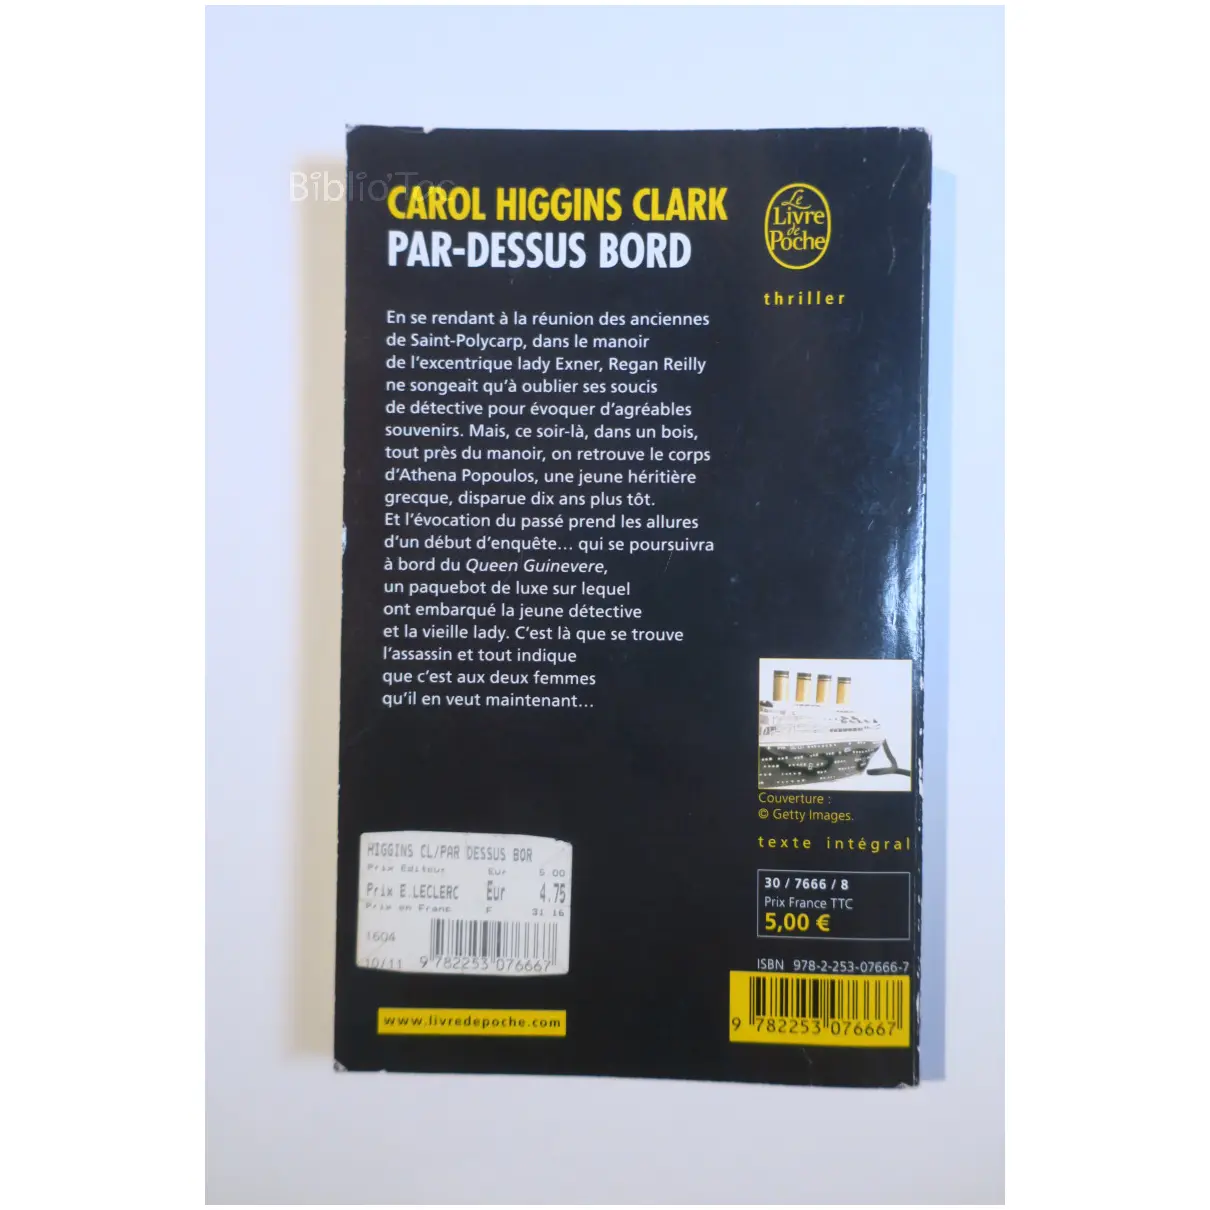 Biblio'Tec
CAROL HIGGINS CLARK
PAR-DESSUS BORD
Le
Livre
de
Poche
thriller
En se rendant à la réunion des anciennes
de Saint-Polycarp, dans le manoir
de l'excentrique lady Exner, Regan Reilly
ne songeait qu'à oublier ses soucis
de détective pour évoquer d'agréables
souvenirs. Mais, ce soir-là, dans un bois,
tout près du manoir, on retrouve le corps
d'Athena Popoulos, une jeune héritière
grecque, disparue dix ans plus tôt.
Et l'évocation du passé prend les allures
d'un début d'enquête… qui se poursuivra
à bord du Queen Guinevere,
un paquebot de luxe sur lequel
ont embarqué la jeune détective
et la vieille lady. C'est là que se trouve
l'assassin et tout indique
que c'est aux deux femmes
qu'il en veut maintenant…
Couverture :
© Getty Images.
texte intégral
30 / 7666 / 8
Prix France TTC
5,00 €
ISBN 978-2-253-07666-7
9 782253 076667
HIGGINS CL/PAR DESSUS BOR
Prix Editeur Eur 5.00
Prix E.LECLERC Eur 4.75
Prix en Franc F 31 16
1604
10/11 9 782253 076667
www.livredepoche.com